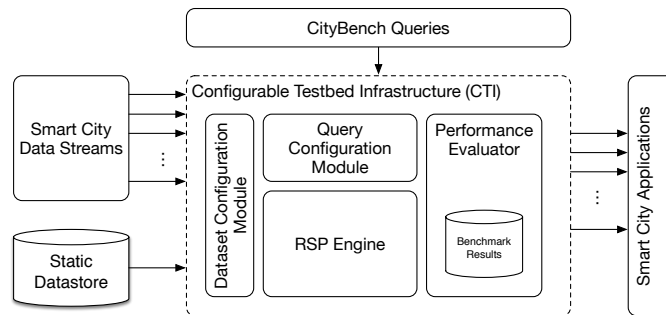 CityBench Queries
Configurable Testbed Infrastructure (CTI)
Smart City
Data Streams
...
Static
Datastore
Dataset Configuration
Module
Query
Configuration
Module
RSP Engine
Performance
Evaluator
Benchmark
Results
...
Smart City Applications